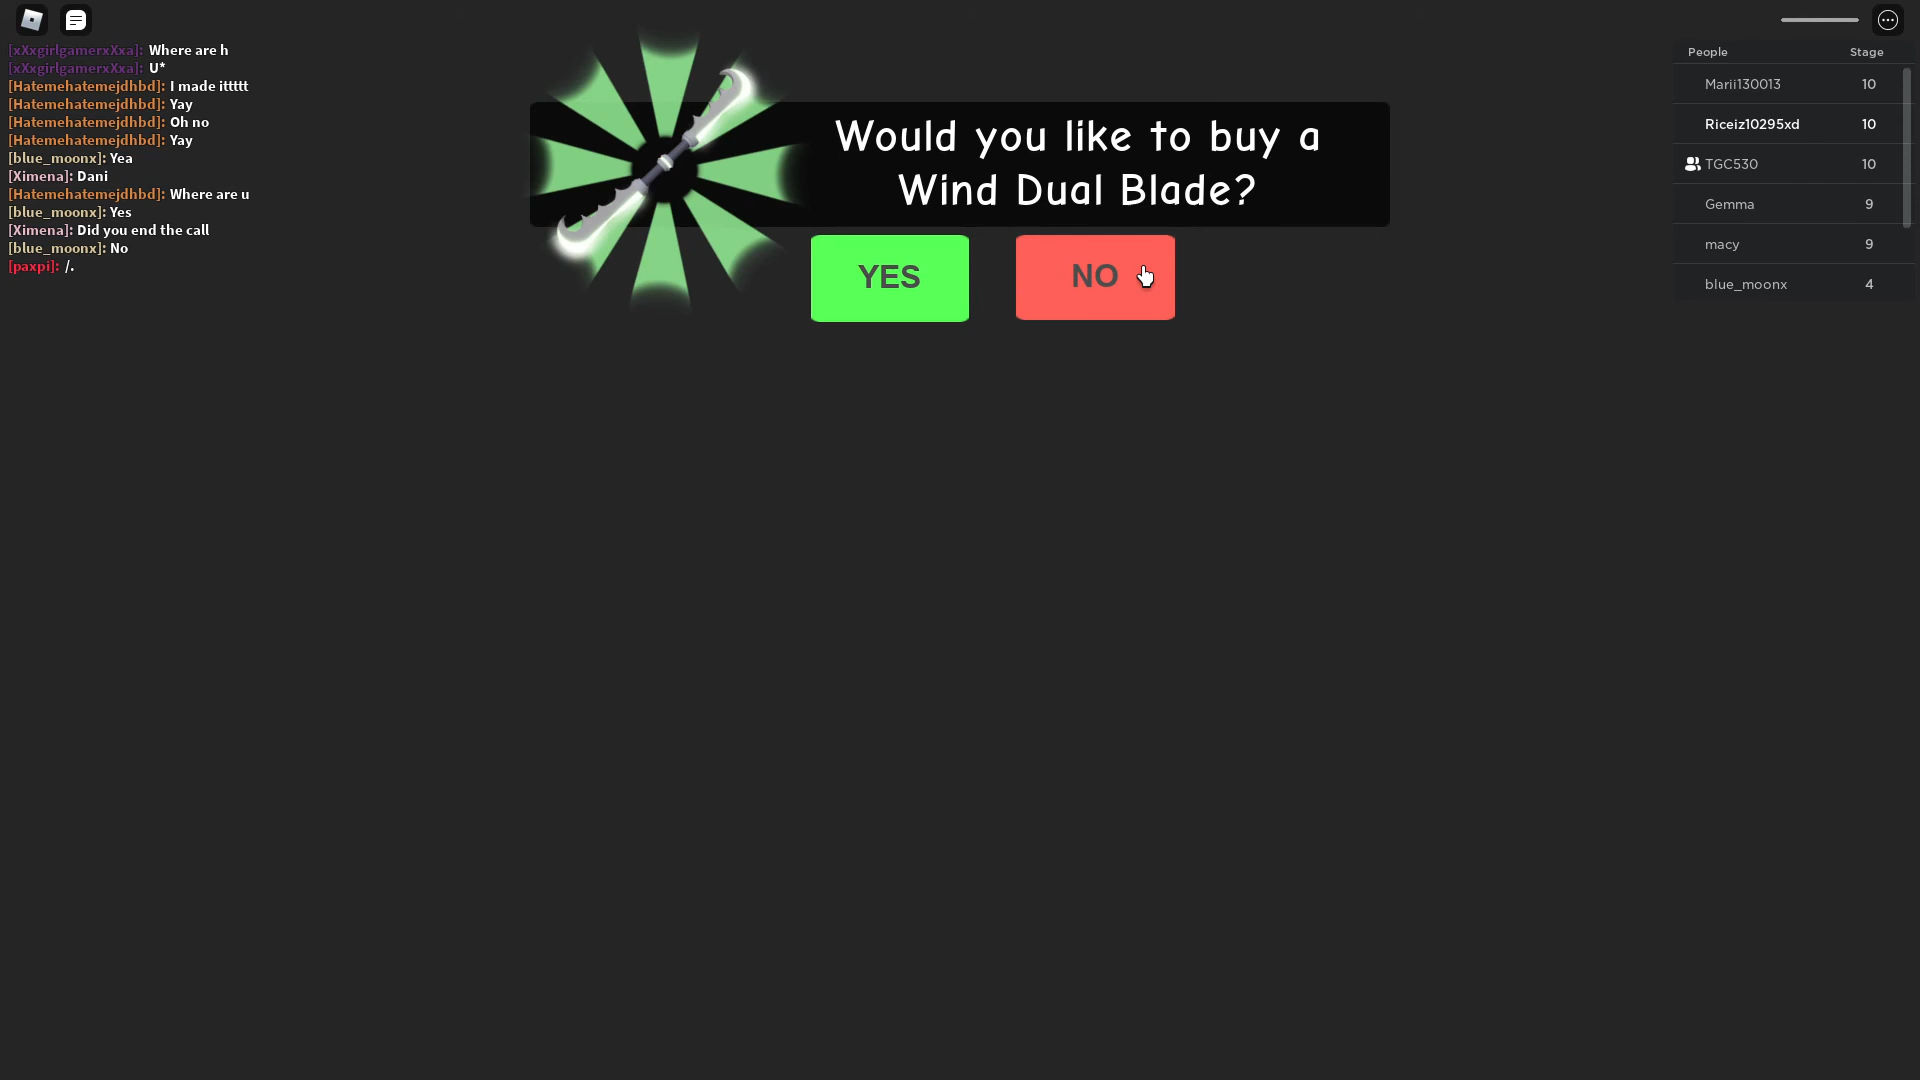 [xXxgirlgamerxXxa]: Where are h
[xXxgirlgamerxXxa]: U*
[Hatemehatemejdhbd]: I made ittttt
[Hatemehatemejdhbd]: Yay
[Hatemehatemejdhbd]: Oh no
[Hatemehatemejdhbd]: Yay
[blue_moonx]: Yea
[Ximena]: Dani
[Hatemehatemejdhbd]: Where are u
[blue_moonx]: Yes
[Ximena]: Did you end the call
[blue_moonx]: No
[paxpi]: /.
Would you like to buy a
Wind Dual Blade?
YES
NO
People Stage
Marii130013 10
Riceiz10295xd 10
TGC530 10
Gemma 9
macy 9
blue_moonx 4